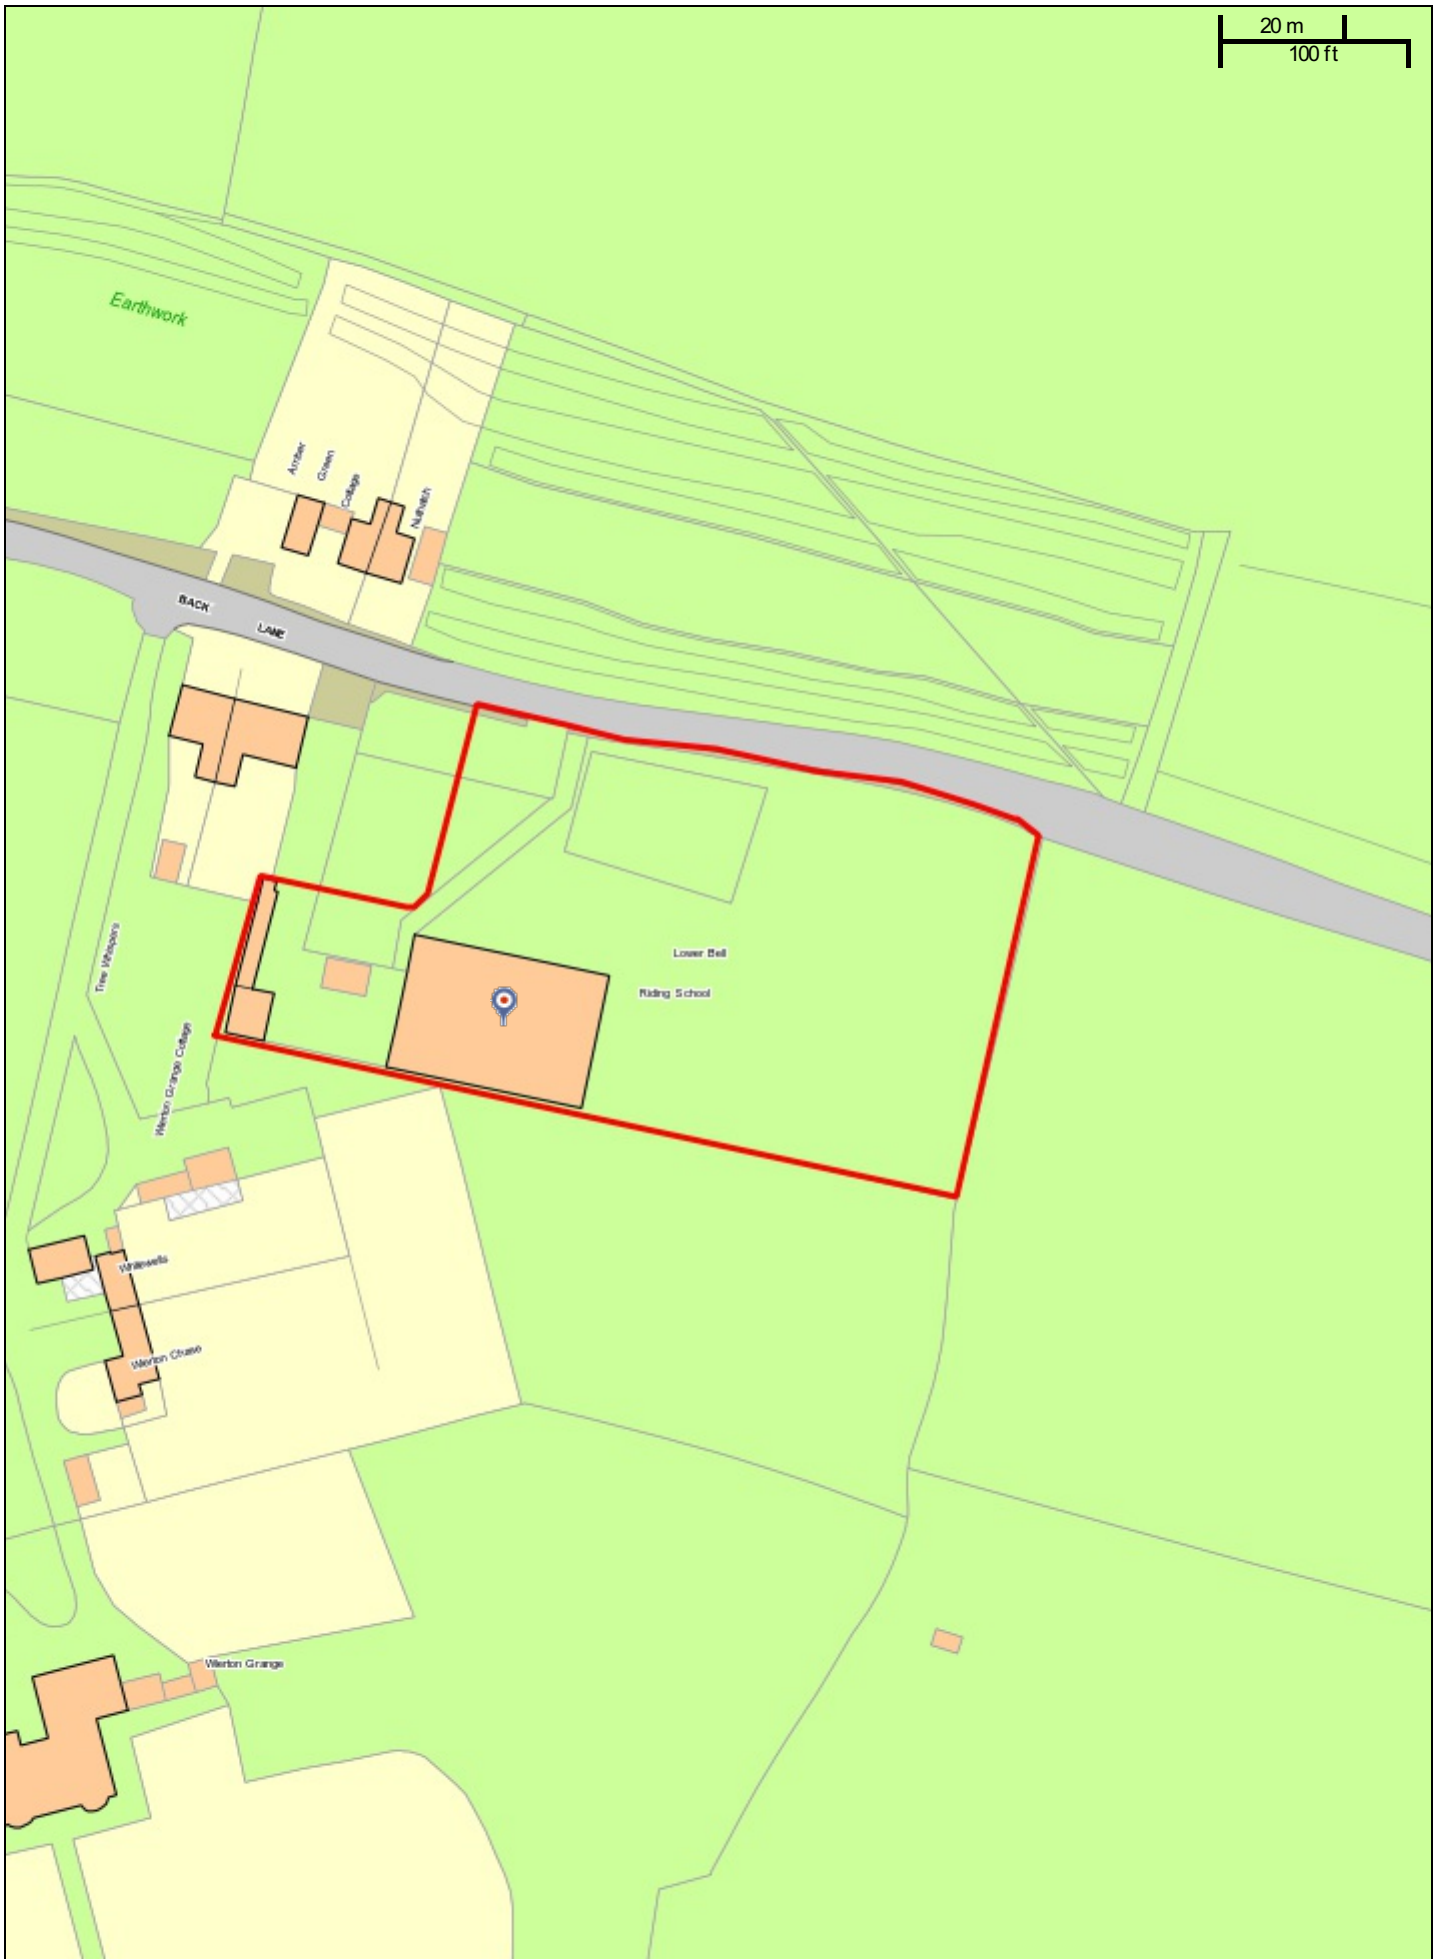 20 m
100 ft
Earthwork
Amber
Green
Cottage
Nuthatch
BACK
LANE
Tree Whispers
Lower Bell
Riding School
Wierton Grange Cottage
Whitewells
Wierton Chase
Wierton Grange